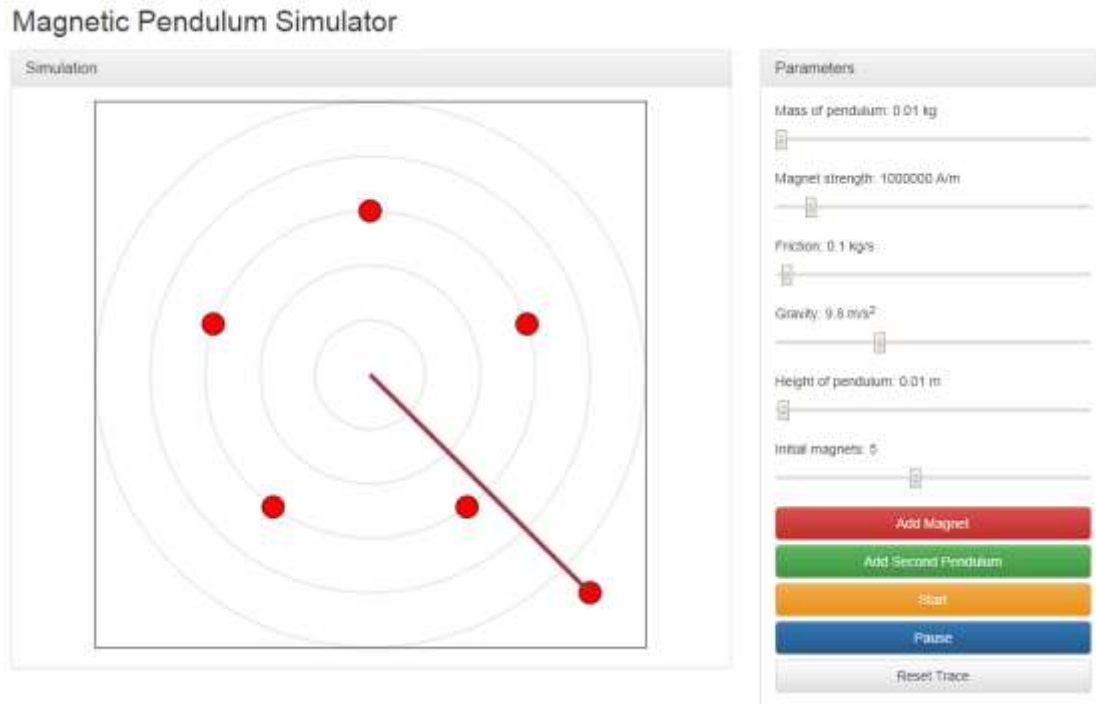 Magnetic Pendulum Simulator
Simulation
Parameters
Mass of pendulum: 0.01 kg
Magnet strength: 1000000 A/m
Friction: 0.1 kg/s
Gravity: 9.8 m/s²
Height of pendulum: 0.01 m
Initial magnets: 5
Add Magnet
Add Second Pendulum
Start
Pause
Reset Trace